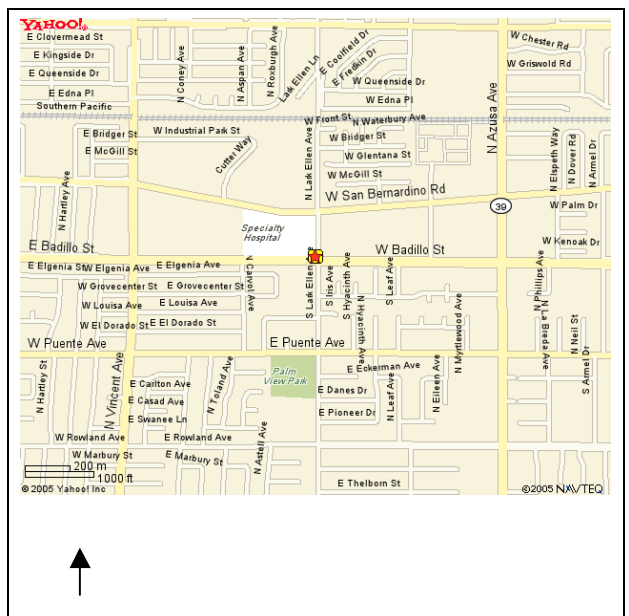 YAHOO!®
E Clovermead St
E Kingside Dr
E Queenside Dr
E Edna Pl
Southern Pacific
N Coney Ave
N Aspan Ave
N Roxburgh Ave
Lark Ellen Ln
E Coolfield Dr
E Fredkin Dr
W Queenside Dr
W Edna Pl
W Chester Rd
W Griswold Rd
N Azusa Ave
W Front St
N Waterbury Ave
E Bridger St
W Industrial Park St
W Bridger St
E McGill St
Cutter Way
N Lark Ellen Ave
W Glentana St
W McGill St
N Elspeth Way
N Dover Rd
N Armel Dr
N Hartley Ave
W San Bernardino Rd
39
W Palm Dr
Specialty
Hospital
E Badillo St
W Badillo St
W Kenoak Dr
E Elgenia St
W Elgenia Ave
E Elgenia Ave
N Calvol Ave
S Lark Ellen Ave
S Iris Ave
S Hyacinth Ave
S Leaf Ave
N Phillips Ave
W Grovecenter St
E Grovecenter St
W Louisa Ave
E Louisa Ave
W El Dorado St
E El Dorado St
N Hyacinth Ave
N Myrtlewood Ave
N La Breda Ave
N Neil St
W Puente Ave
E Puente Ave
E Eckerman Ave
S Armel Dr
N Hartley St
N Vincent Ave
E Carlton Ave
N Toland Ave
Palm
View Park
E Danes Dr
N Leaf Ave
N Eileen Ave
E Casad Ave
E Pioneer Dr
E Swanee Ln
W Rowland Ave
E Rowland Ave
N Astell Ave
W Marbury St
E Marbury St
200 m
1000 ft
E Thelborn St
©2005 Yahoo! Inc
©2005 NAVTEQ